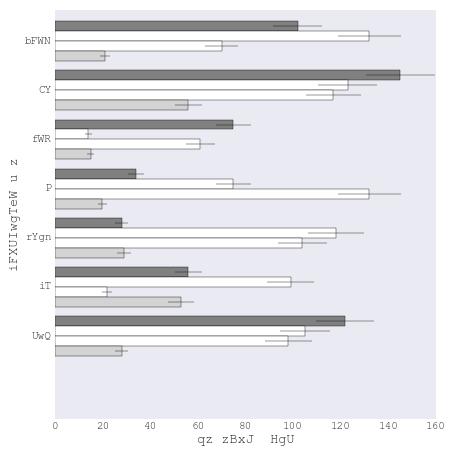 bFWN
CY
fWR
P
rYgn
iT
UwQ
iFXUIwgTeW u z
0 20 40 60 80 100 120 140 160
qz zBxJ  HgU